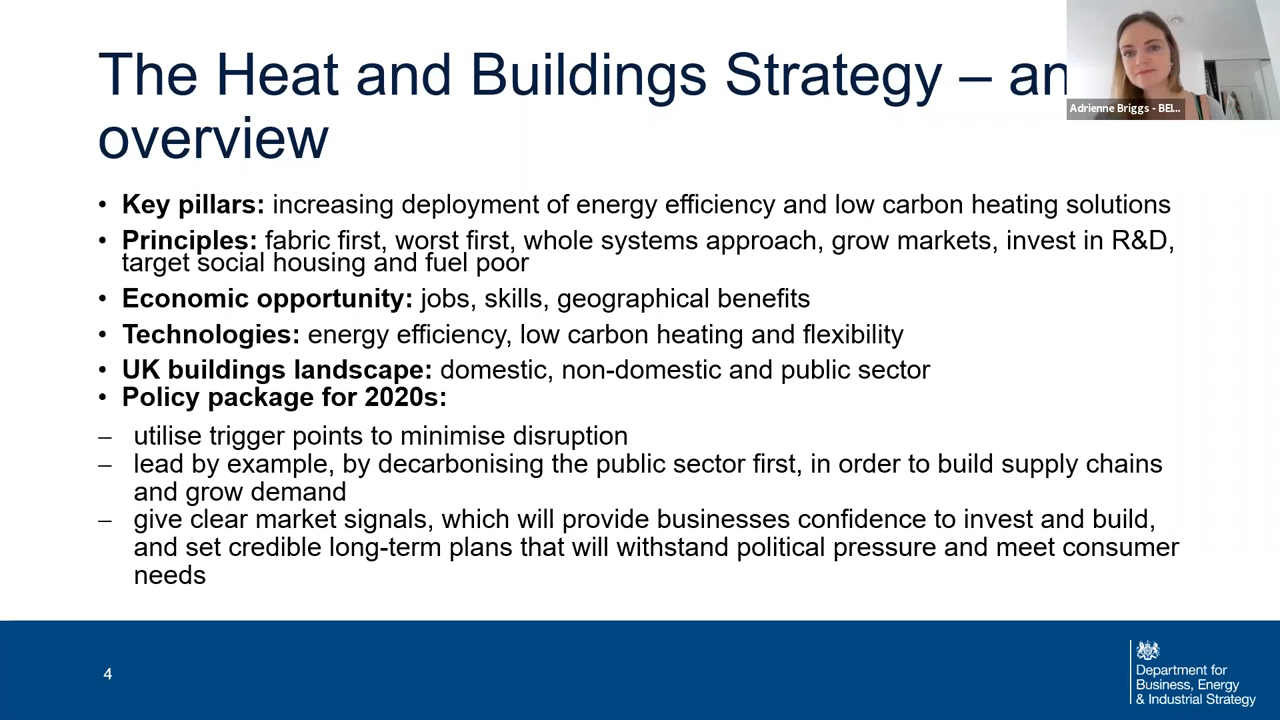 The Heat and Buildings Strategy – an
overview
Adrienne Briggs - BEI...
• Key pillars: increasing deployment of energy efficiency and low carbon heating solutions
• Principles: fabric first, worst first, whole systems approach, grow markets, invest in R&D,
target social housing and fuel poor
• Economic opportunity: jobs, skills, geographical benefits
• Technologies: energy efficiency, low carbon heating and flexibility
• UK buildings landscape: domestic, non-domestic and public sector
• Policy package for 2020s:
– utilise trigger points to minimise disruption
– lead by example, by decarbonising the public sector first, in order to build supply chains
and grow demand
– give clear market signals, which will provide businesses confidence to invest and build,
and set credible long-term plans that will withstand political pressure and meet consumer
needs
4
Department for
Business, Energy
& Industrial Strategy